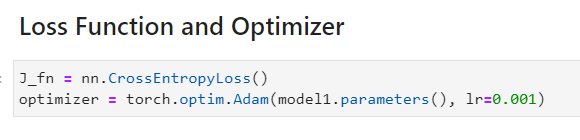 Loss Function and Optimizer
J_fn = nn.CrossEntropyLoss()
optimizer = torch.optim.Adam(model1.parameters(), lr=0.001)